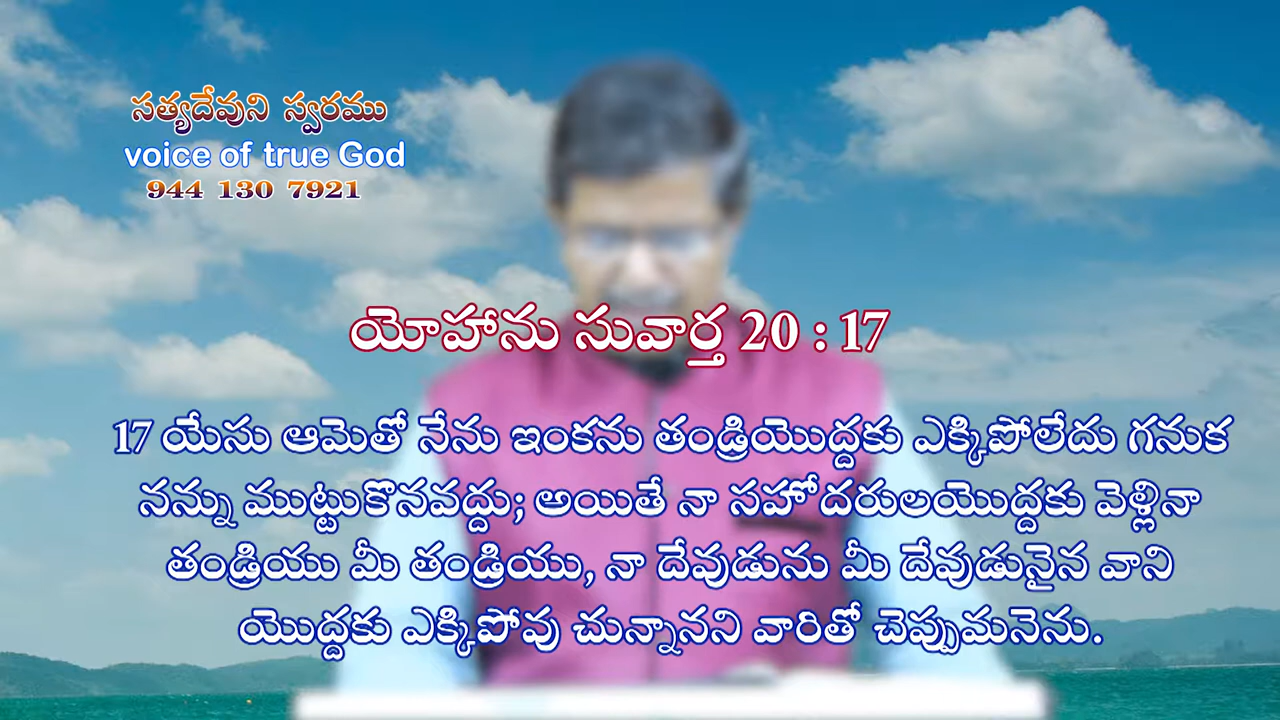 సత్యదేవుని స్వరము
voice of true God
944 130 7921
యోహాను సువార్త 20 : 17
17 యేసు ఆమెతో నేను ఇంకను తండ్రియొద్దకు ఎక్కిపోలేదు గనుక
నన్ను ముట్టుకొనవద్దు; అయితే నా సహోదరులయొద్దకు వెళ్లినా
తండ్రియు మీ తండ్రియు, నా దేవుడును మీ దేవుడునైన వాని
యొద్దకు ఎక్కిపోవు చున్నానని వారితో చెప్పుమనెను.